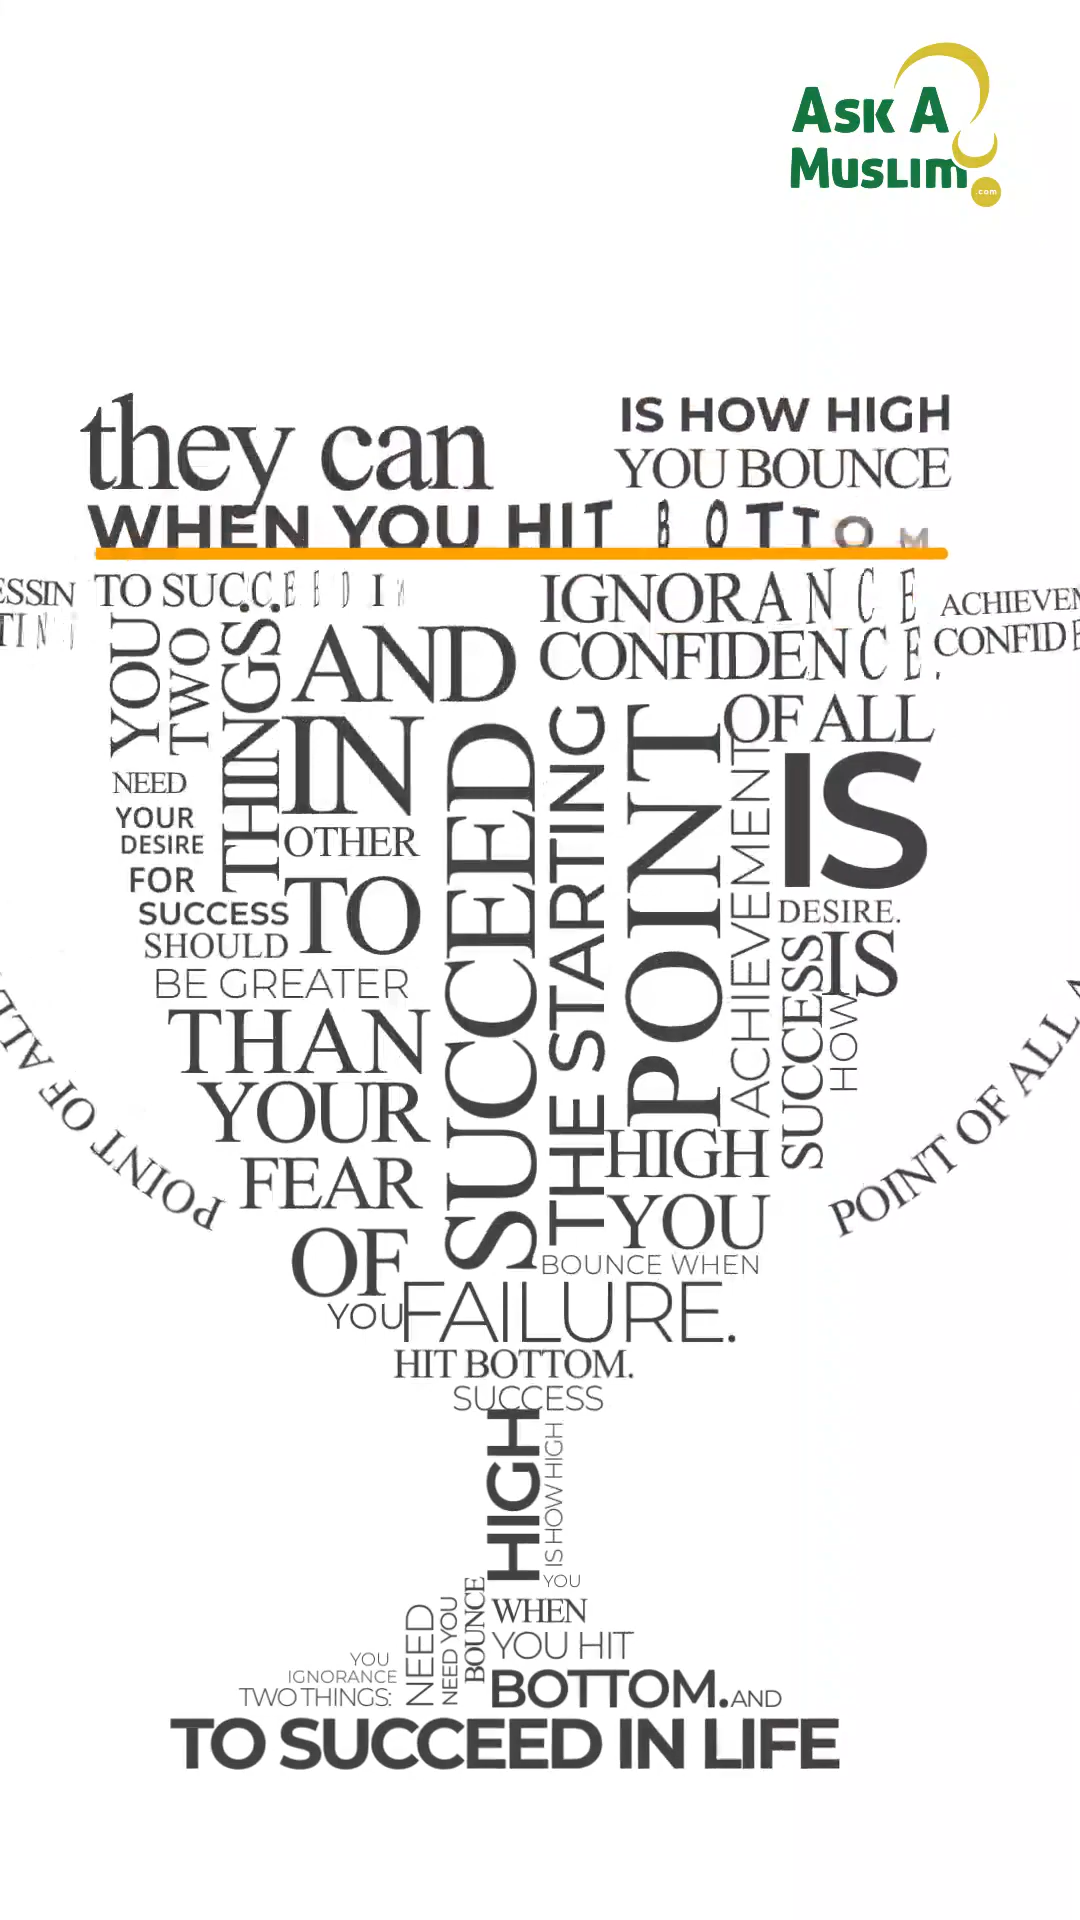 ASK A
MUSLIM
.com
they can
IS HOW HIGH
YOU BOUNCE
WHEN YOU HIT BOTTOM
ESSIN
TO SUCCEED IN
IGNORANCE
ACHIEVEM
CONFIDENCE.
CONFIDE
YOU
TWO
THINGS:
AND
IN
OTHER
TO
NEED
YOUR
DESIRE
FOR
SUCCESS
SHOULD
BE GREATER
THAN
YOUR
FEAR
OF
YOU
FAILURE.
SUCCEED
THE STARTING
POINT
OF ALL
ACHIEVEMENT
IS
DESIRE.
SUCCESS
IS
HOW
HIGH
YOU
BOUNCE WHEN
HIT BOTTOM.
POINT OF ALL
POINT OF ALL A
SUCCESS
HIGH
IS HOW HIGH
YOU
BOUNCE
WHEN
YOU HIT
NEED
NEED YOU
YOU
IGNORANCE
TWO THINGS:
BOTTOM.
AND
TO SUCCEED IN LIFE